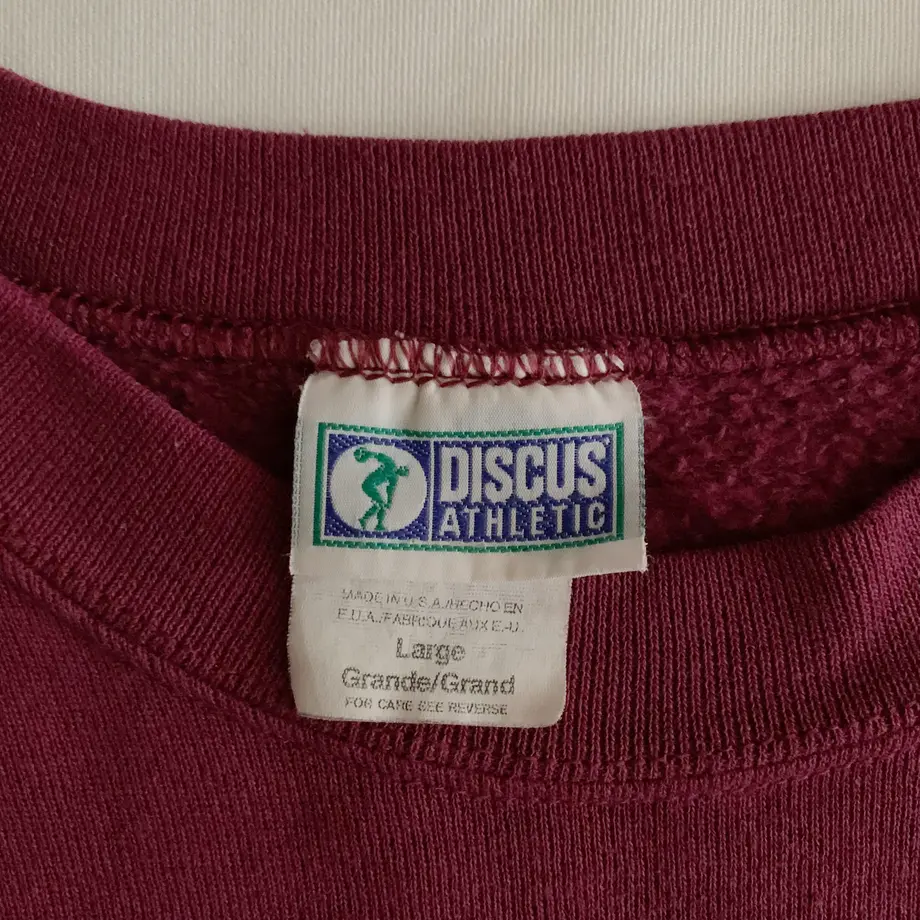 DISCUS
ATHLETIC
MADE IN U.S.A./HECHO EN
E.U.A./FABRIQUE AUX E.-U.
Large
Grande/Grand
FOR CARE SEE REVERSE